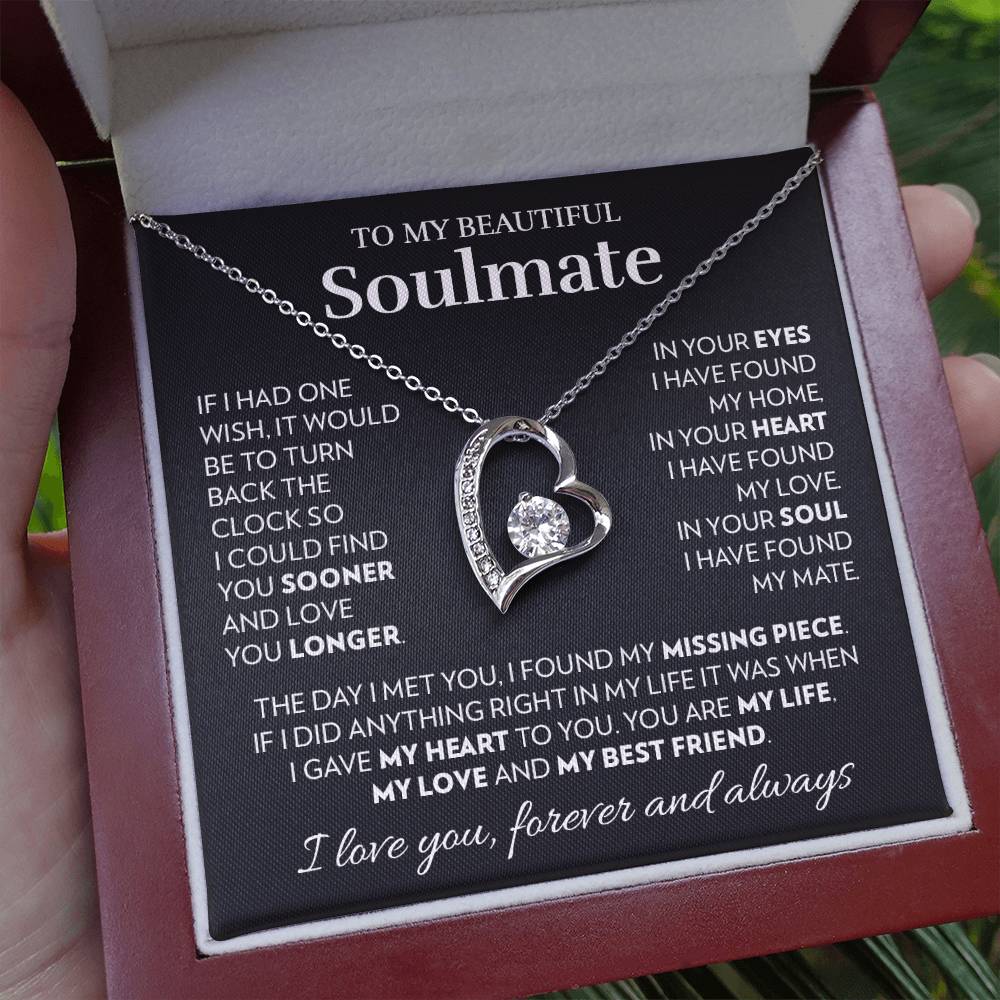 TO MY BEAUTIFUL
Soulmate
IF I HAD ONE
WISH, IT WOULD
BE TO TURN
BACK THE
CLOCK SO
I COULD FIND
YOU SOONER
AND LOVE
YOU LONGER.
IN YOUR EYES
I HAVE FOUND
MY HOME,
IN YOUR HEART
I HAVE FOUND
MY LOVE.
IN YOUR SOUL
I HAVE FOUND
MY MATE.
THE DAY I MET YOU, I FOUND MY MISSING PIECE.
IF I DID ANYTHING RIGHT IN MY LIFE IT WAS WHEN
I GAVE MY HEART TO YOU. YOU ARE MY LIFE,
MY LOVE AND MY BEST FRIEND.
I love you, forever and always